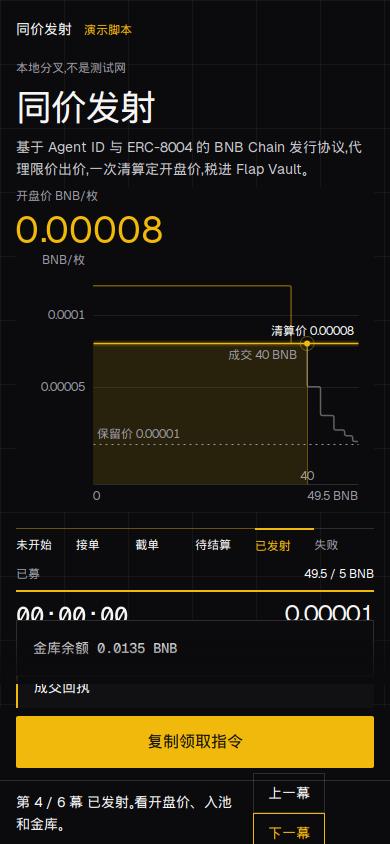 同价发射 演示脚本
本地分叉,不是测试网
同价发射
基于 Agent ID 与 ERC-8004 的 BNB Chain 发行协议,代
理限价出价,一次清算定开盘价,税进 Flap Vault。
开盘价 BNB/枚
0.00008
BNB/枚
0.0001
清算价 0.00008
成交 40 BNB
0.00005
保留价 0.00001
40
0
49.5 BNB
未开始 接单 截单 待结算 已发射 失败
已募 49.5 / 5 BNB
00:00:00 0.00001
金库余额 0.0135 BNB
成交回执
复制领取指令
第 4 / 6 幕 已发射。看开盘价、入池
和金库。
上一幕
下一幕